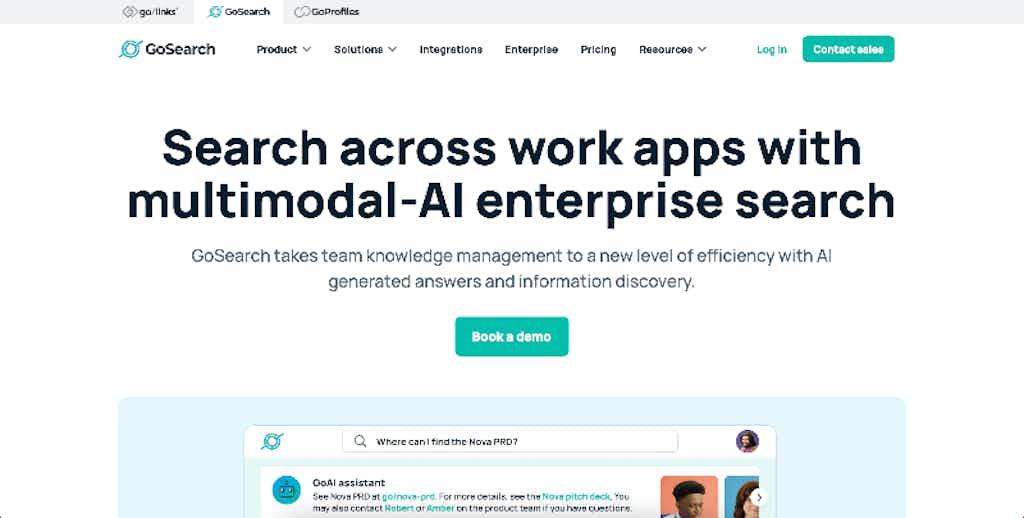 go/links
GoSearch
GoProfiles
GoSearch
Product
Solutions
Integrations
Enterprise
Pricing
Resources
Log in
Contact sales
Search across work apps with
multimodal-AI enterprise search
GoSearch takes team knowledge management to a new level of efficiency with AI
generated answers and information discovery.
Book a demo
Where can I find the Nova PRD?
GoAI assistant
See Nova PRD at go/nova-prd. For more details, see the Nova pitch deck. You
may also contact Robert or Amber on the product team if you have questions.